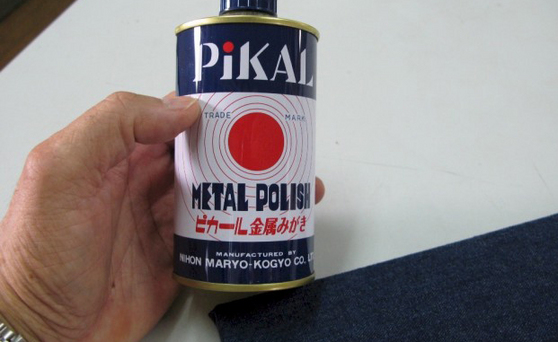 PiKAL
TRADE MARK
METAL POLISH
ピカール金属みがき
MANUFACTURED BY
NIHON MARYO-KOGYO CO.